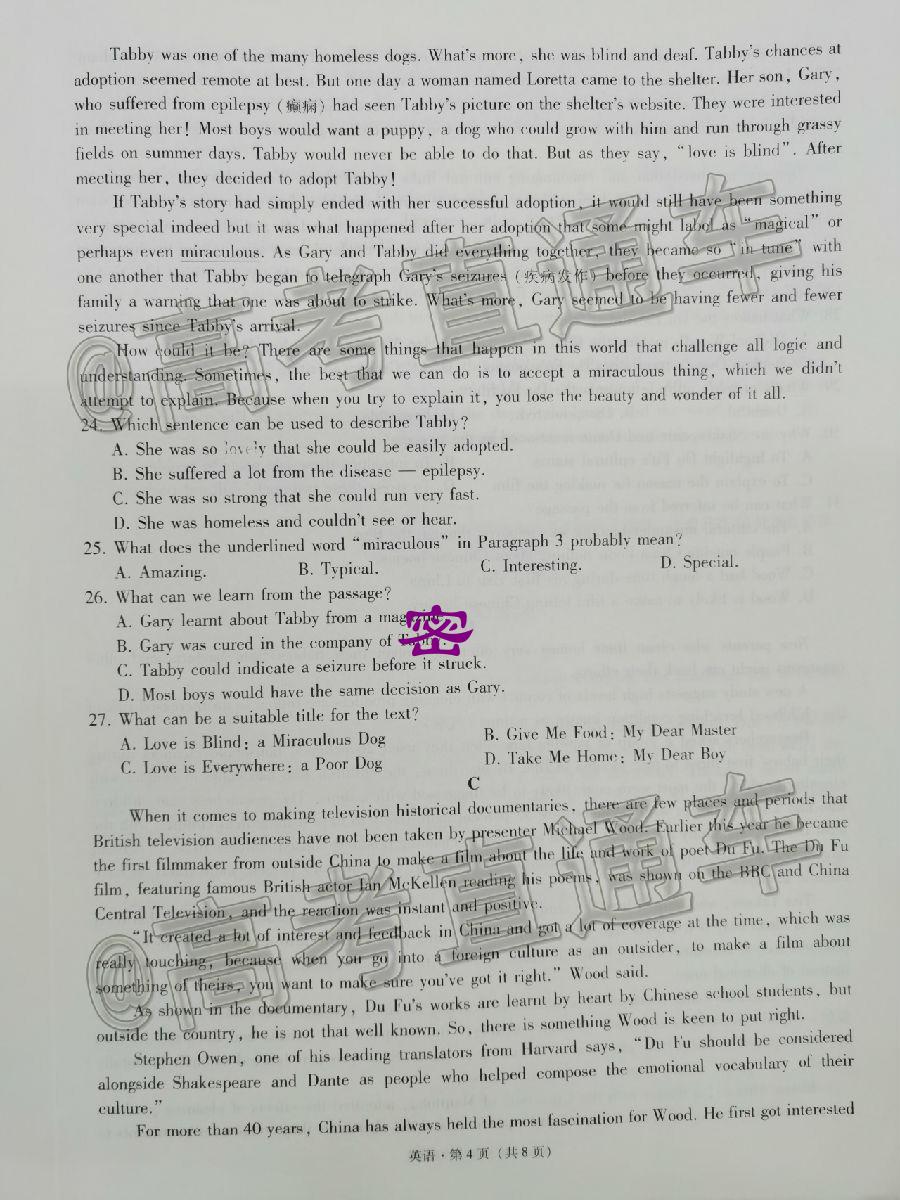 Tabby was one of the many homeless dogs. What's more, she was blind and deaf. Tabby's chances at
adoption seemed remote at best. But one day a woman named Loretta came to the shelter. Her son, Gary,
who suffered from epilepsy (癫痫) had seen Tabby's picture on the shelter's website. They were interested
in meeting her! Most boys would want a puppy, a dog who could grow with him and run through grassy
fields on summer days. Tabby would never be able to do that. But as they say, "love is blind". After
meeting her, they decided to adopt Tabby!
If Tabby's story had simply ended with her successful adoption, it would still have been something
very special indeed but it was what happened after her adoption that some might label as "magical" or
perhaps even miraculous. As Gary and Tabby did everything together, they became so "in tune" with
one another that Tabby began to telegraph Gary's seizures (疾病发作) before they occurred, giving his
family a warning that one was about to strike. What's more, Gary seemed to be having fewer and fewer
seizures since Tabby's arrival.
How could it be? There are some things that happen in this world that challenge all logic and
understanding. Sometimes, the best that we can do is to accept a miraculous thing, which we didn't
attempt to explain. Because when you try to explain it, you lose the beauty and wonder of it all.
24. Which sentence can be used to describe Tabby?
A. She was so lovely that she could be easily adopted.
B. She suffered a lot from the disease — epilepsy.
C. She was so strong that she could run very fast.
D. She was homeless and couldn't see or hear.
25. What does the underlined word "miraculous" in Paragraph 3 probably mean?
A. Amazing. B. Typical. C. Interesting. D. Special.
26. What can we learn from the passage?
A. Gary learnt about Tabby from a magazine.
B. Gary was cured in the company of Tabby.
C. Tabby could indicate a seizure before it struck.
D. Most boys would have the same decision as Gary.
密
27. What can be a suitable title for the text?
A. Love is Blind: a Miraculous Dog B. Give Me Food: My Dear Master
C. Love is Everywhere: a Poor Dog D. Take Me Home: My Dear Boy
C
When it comes to making television historical documentaries, there are few places and periods that
British television audiences have not been taken by presenter Michael Wood. Earlier this year he became
the first filmmaker from outside China to make a film about the life and work of poet Du Fu. The Du Fu
film, featuring famous British actor Ian McKellen reading his poems, was shown on the BBC and China
Central Television, and the reaction was instant and positive.
"It created a lot of interest and feedback in China and got a lot of coverage at the time, which was
really touching, because when you go into a foreign culture as an outsider, to make a film about
something of theirs, you want to make sure you've got it right." Wood said.
As shown in the documentary, Du Fu's works are learnt by heart by Chinese school students, but
outside the country, he is not that well known. So, there is something Wood is keen to put right.
Stephen Owen, one of his leading translators from Harvard says, "Du Fu should be considered
alongside Shakespeare and Dante as people who helped compose the emotional vocabulary of their
culture."
For more than 40 years, China has always held the most fascination for Wood. He first got interested
英语·第4页(共8页)
@高考直通车
@高考直通车